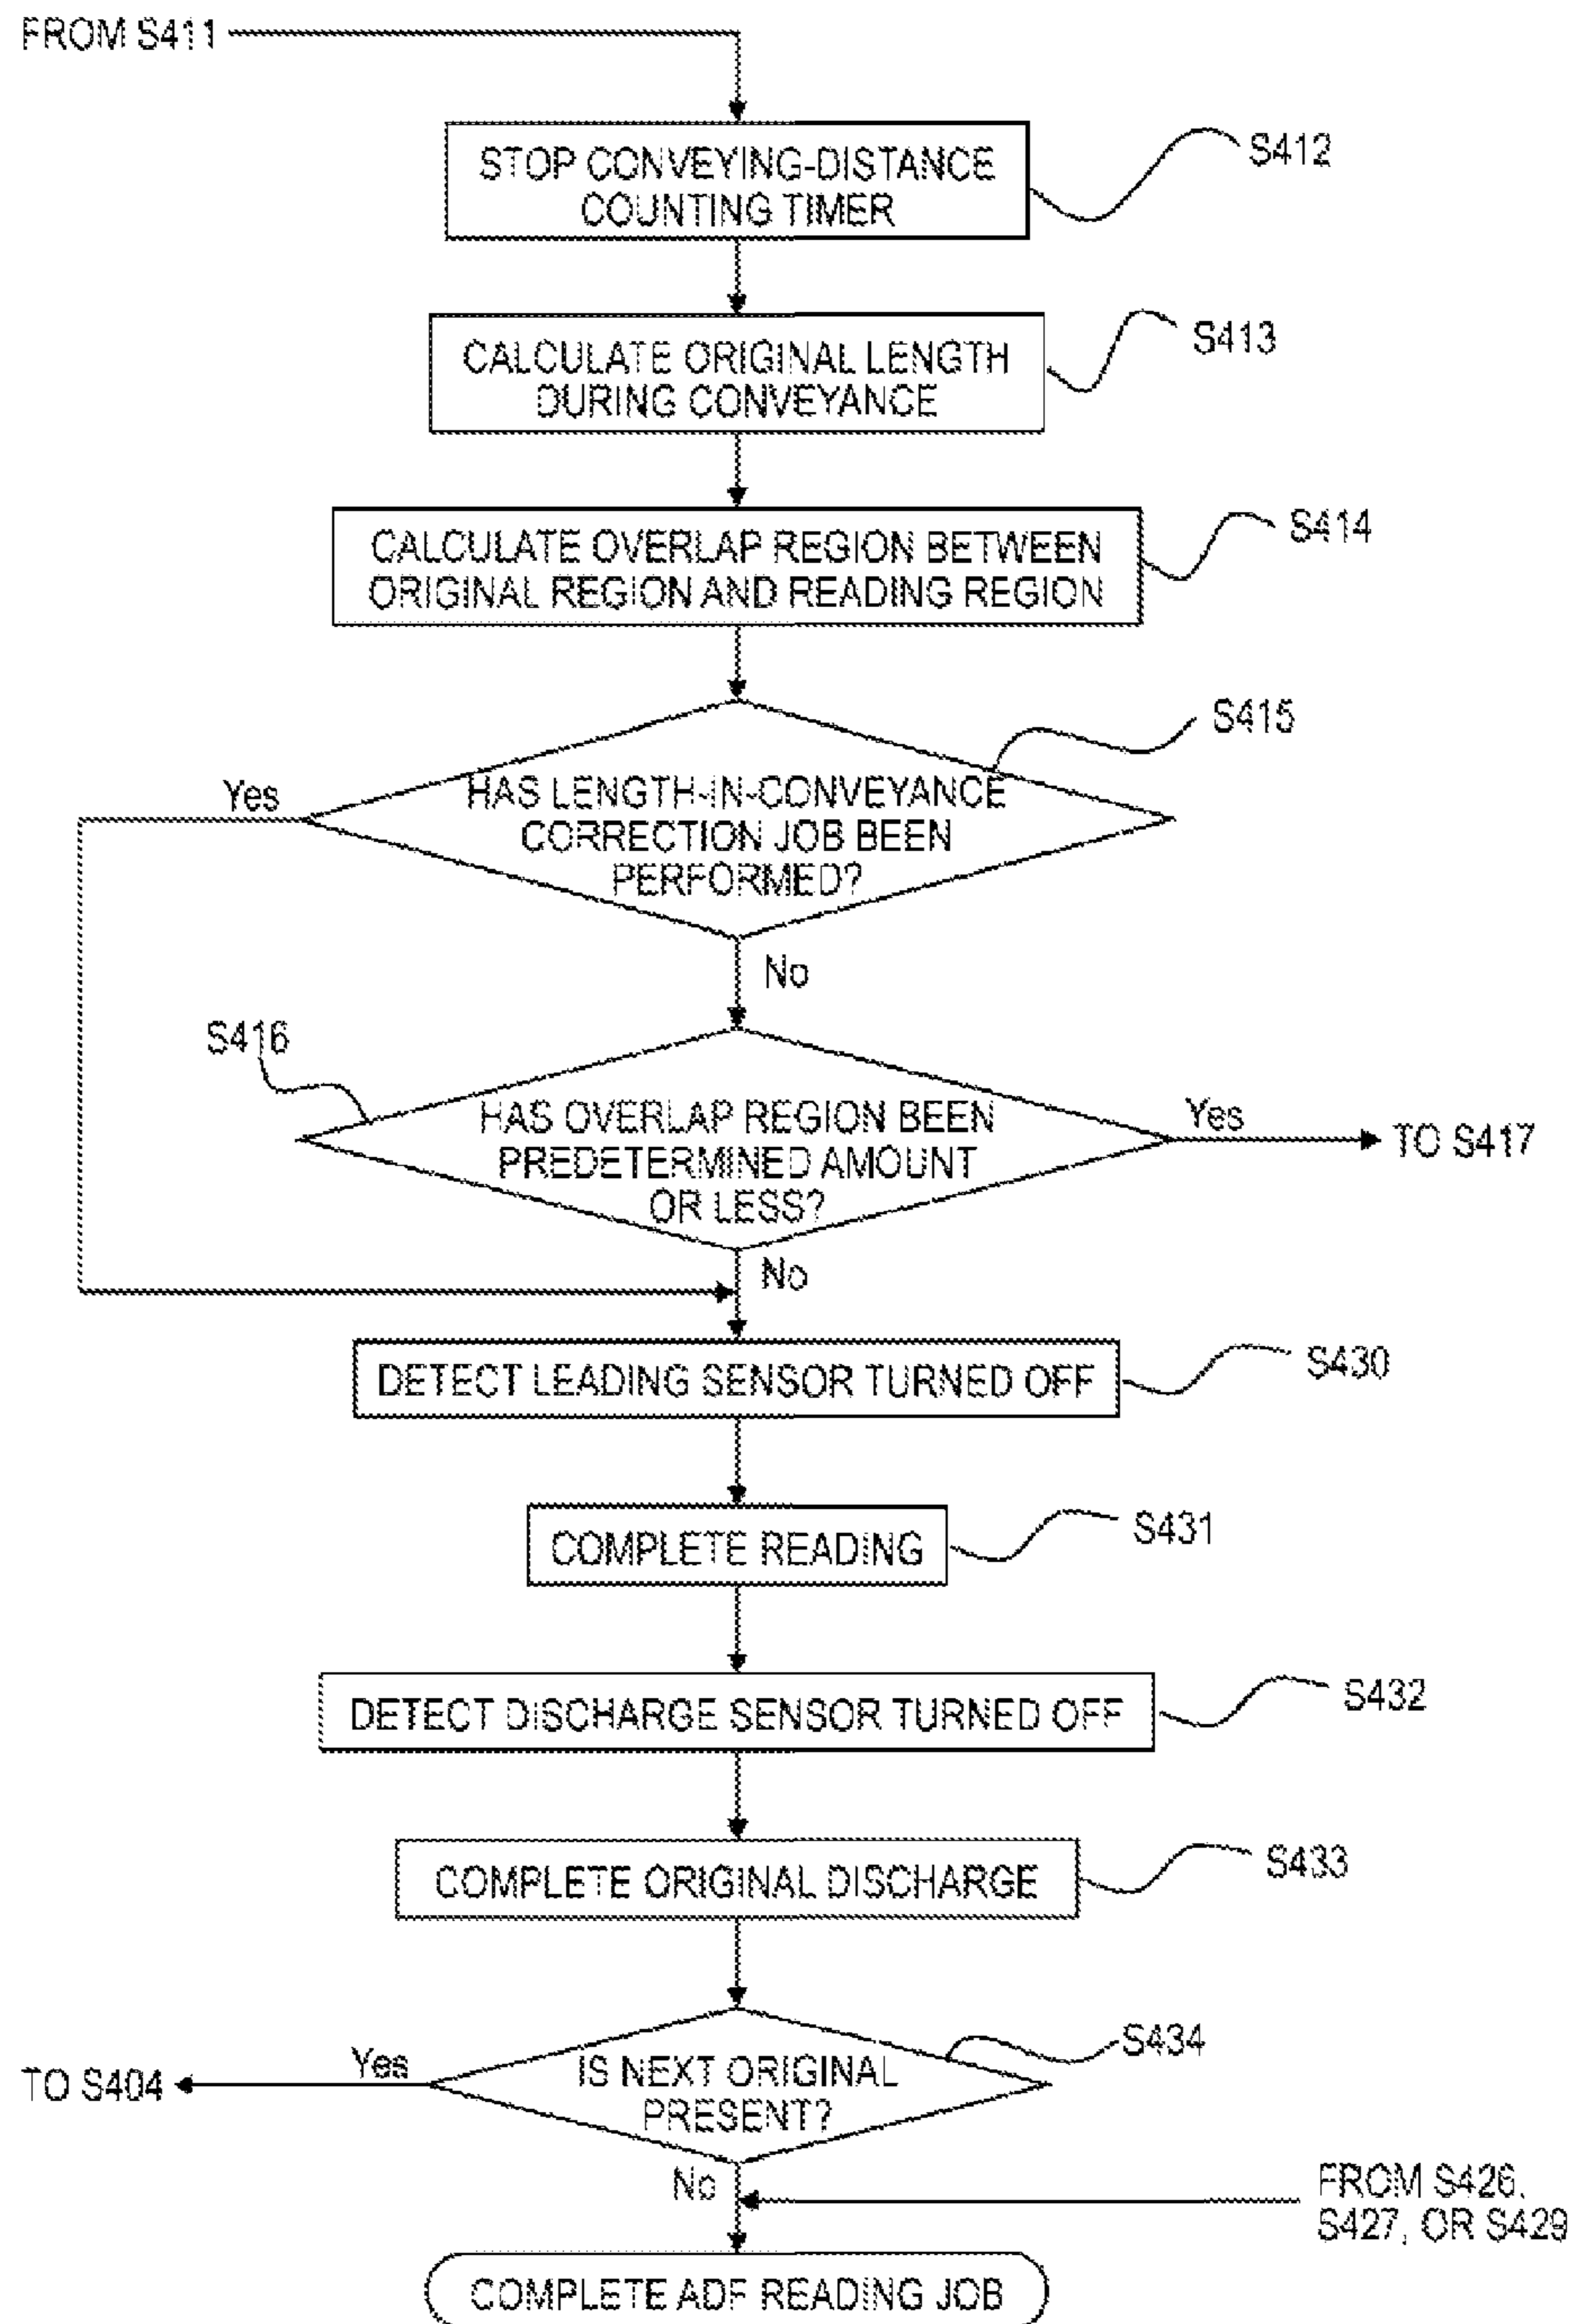 FROM S411
STOP CONVEYING-DISTANCE
COUNTING TIMER
S412
CALCULATE ORIGINAL LENGTH
DURING CONVEYANCE
S413
CALCULATE OVERLAP REGION BETWEEN
ORIGINAL REGION AND READING REGION
S414
S415
Yes
HAS LENGTH-IN-CONVEYANCE
CORRECTION JOB BEEN
PERFORMED?
No
S416
HAS OVERLAP REGION BEEN
PREDETERMINED AMOUNT
OR LESS?
Yes
TO S417
No
DETECT LEADING SENSOR TURNED OFF
S430
COMPLETE READING
S431
DETECT DISCHARGE SENSOR TURNED OFF
S432
COMPLETE ORIGINAL DISCHARGE
S433
S434
TO S404
Yes
IS NEXT ORIGINAL
PRESENT?
No
FROM S426,
S427, OR S429
COMPLETE ADF READING JOB